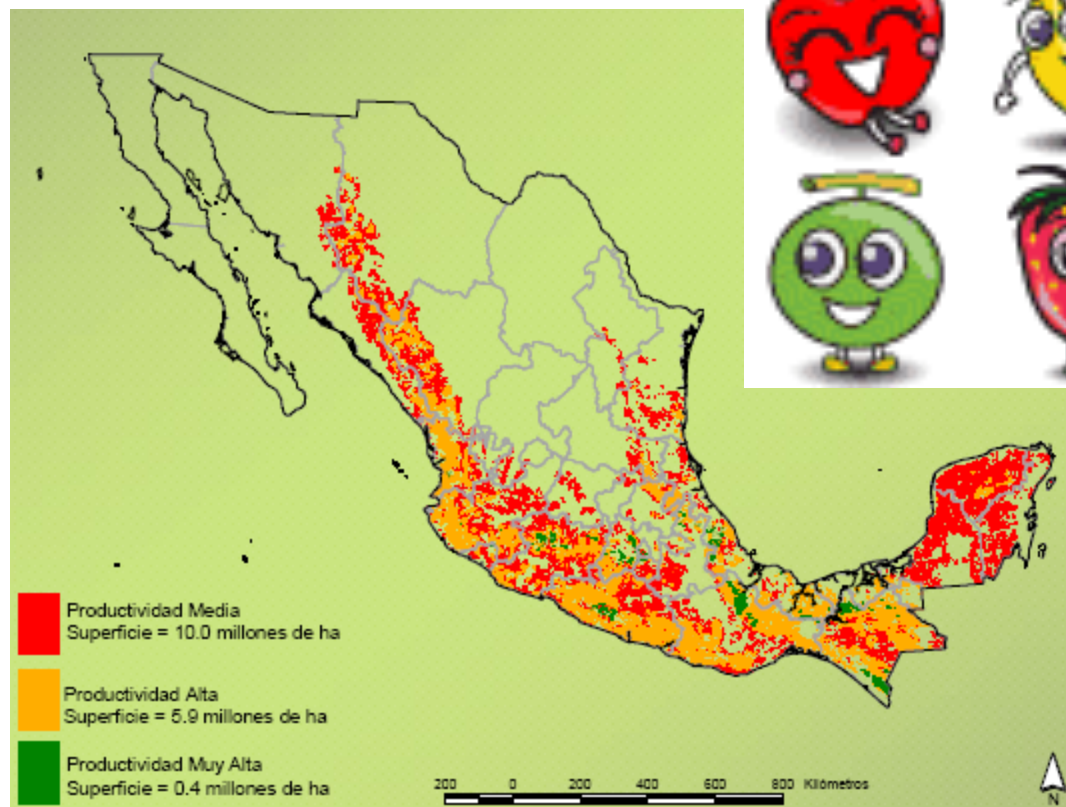 Productividad Media
Superficie = 10.0 millones de ha
Productividad Alta
Superficie = 5.9 millones de ha
Productividad Muy Alta
Superficie = 0.4 millones de ha
200 0 200 400 600 800 Kilómetros
N